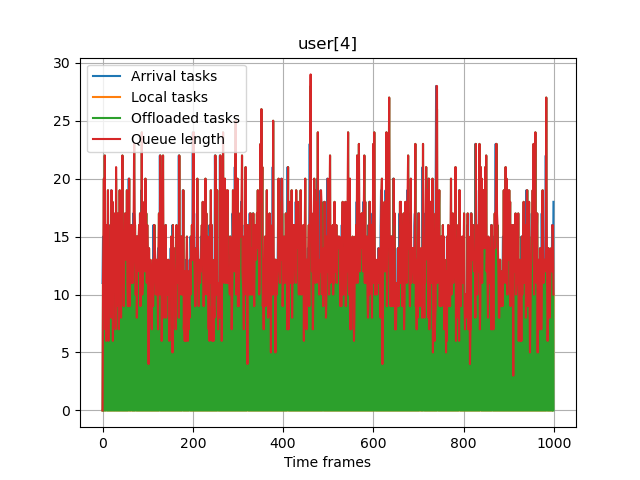 user[4]
30
25
20
15
10
5
0
Arrival tasks
Local tasks
Offloaded tasks
Queue length
0 200 400 600 800 1000
Time frames